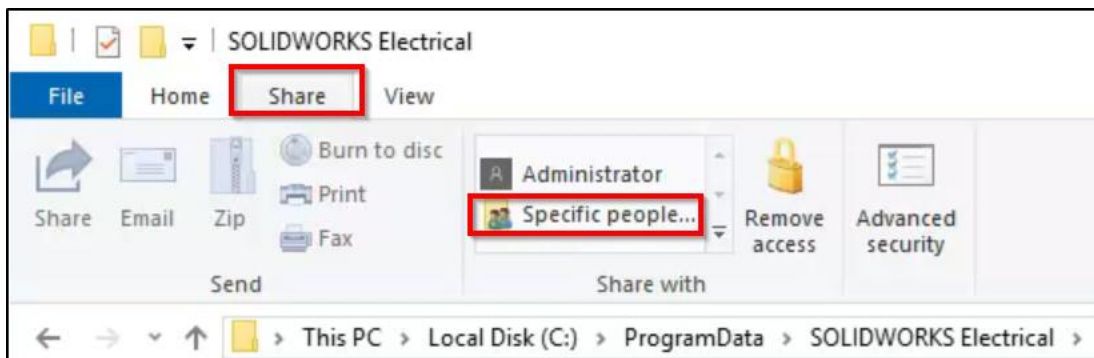 SOLIDWORKS Electrical
File Home Share View
Share Email Zip Burn to disc Print Fax
Send
A Administrator
Specific people...
Share with
Remove access
Advanced security
This PC > Local Disk (C:) > ProgramData > SOLIDWORKS Electrical >